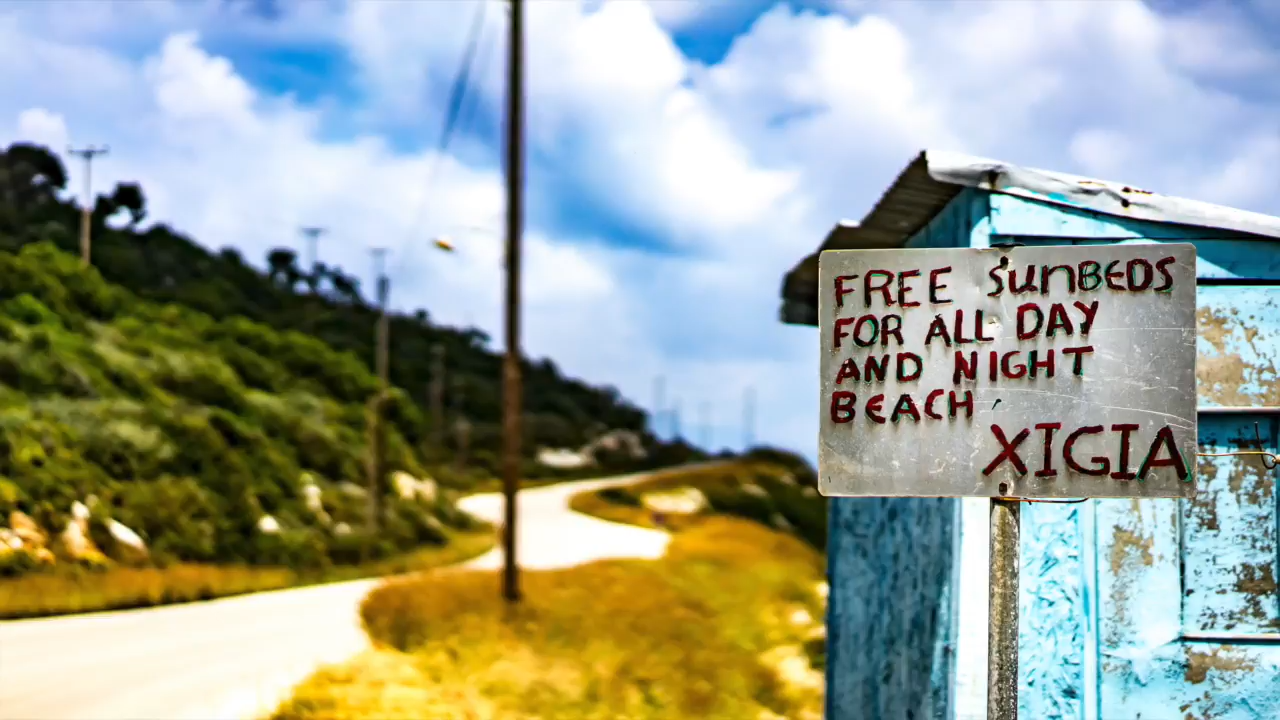 FREE SUNBEDS
FOR ALL DAY
AND NIGHT
BEACH
XIGIA